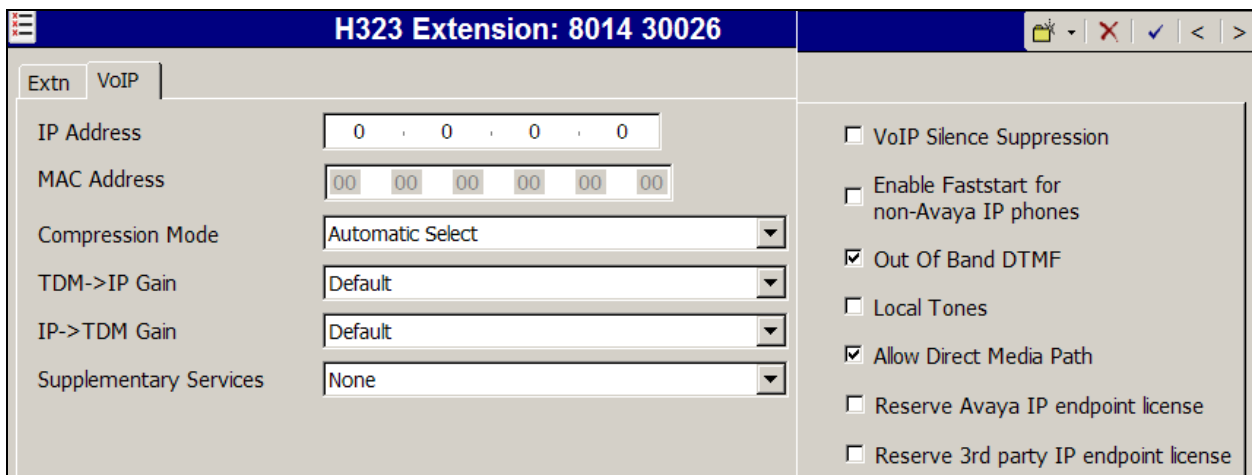 H323 Extension: 8014 30026
Extn
VoIP
IP Address
0 . 0 . 0 . 0
MAC Address
00 00 00 00 00 00
Compression Mode
Automatic Select
TDM->IP Gain
Default
IP->TDM Gain
Default
Supplementary Services
None
VoIP Silence Suppression
Enable Faststart for
non-Avaya IP phones
Out Of Band DTMF
Local Tones
Allow Direct Media Path
Reserve Avaya IP endpoint license
Reserve 3rd party IP endpoint license